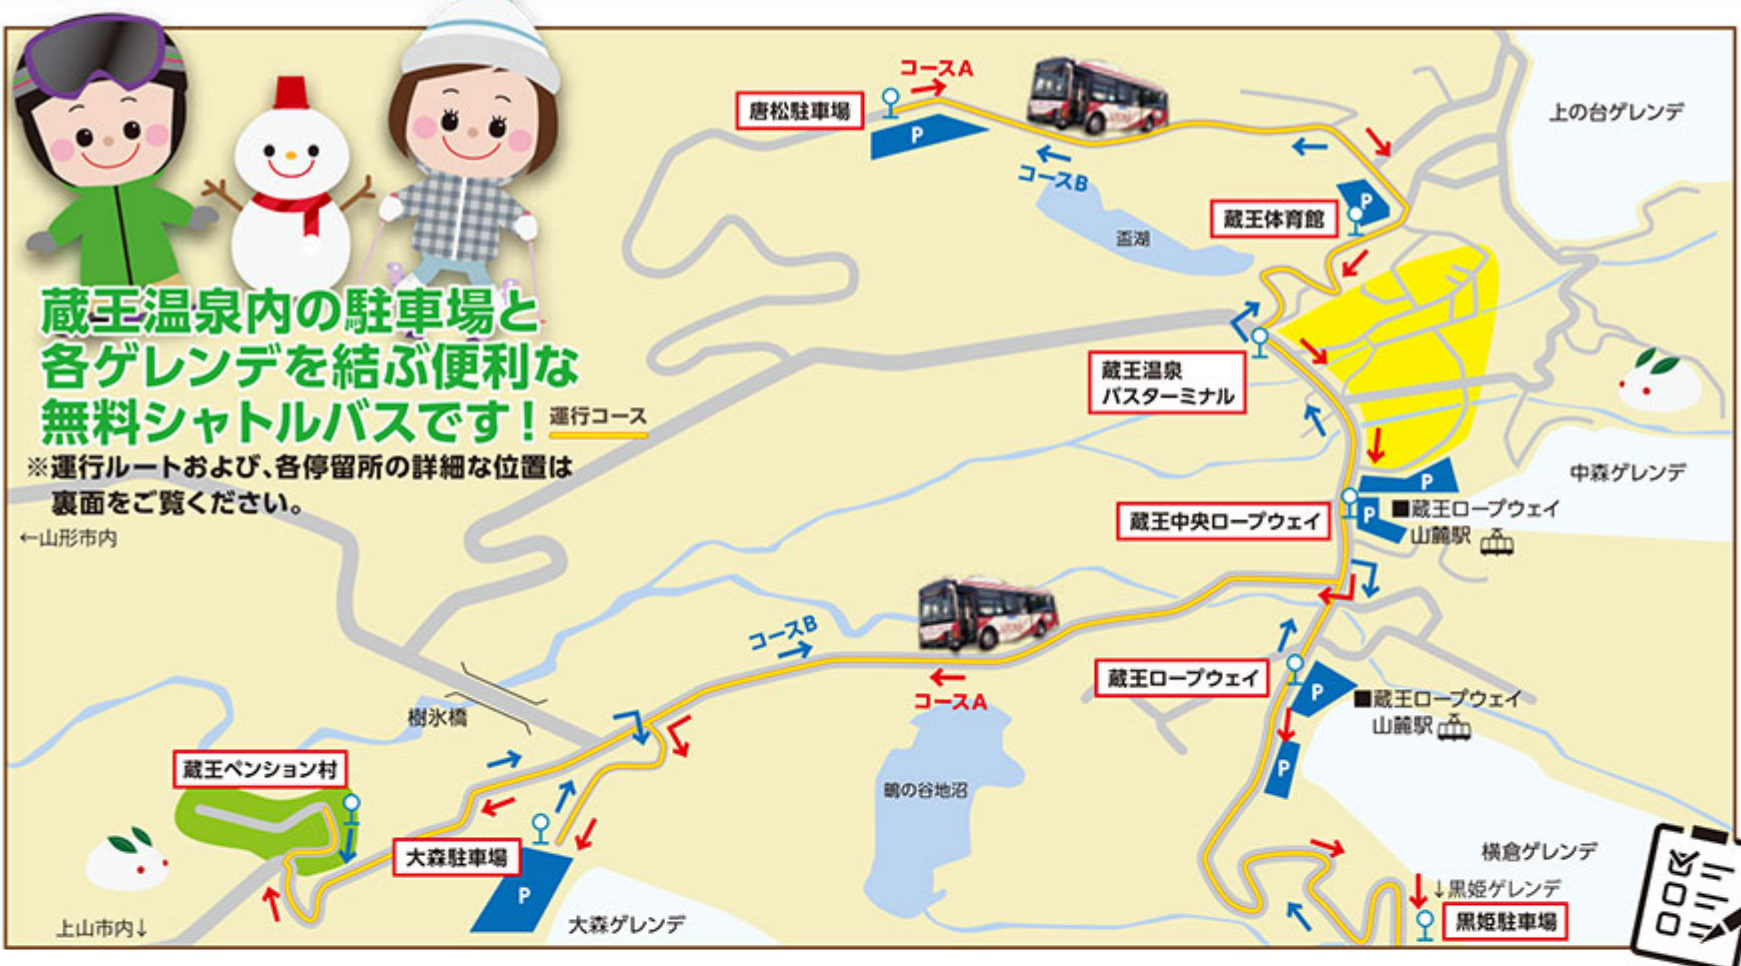 蔵王温泉内の駐車場と
各ゲレンデを結ぶ便利な
無料シャトルバスです！
運行コース
※運行ルートおよび、各停留所の詳細な位置は
裏面をご覧ください。
←山形市内
コースA
唐松駐車場
P
コースB
上の台ゲレンデ
P
蔵王体育館
盃湖
蔵王温泉
バスターミナル
中森ゲレンデ
P
蔵王中央ロープウェイ
P
■蔵王ロープウェイ
山麓駅
コースB
コースA
蔵王ロープウェイ
P
■蔵王ロープウェイ
山麓駅
P
樹氷橋
蔵王ペンション村
鴫の谷地沼
大森駐車場
P
横倉ゲレンデ
↓黒姫ゲレンデ
黒姫駐車場
大森ゲレンデ
上山市内↓